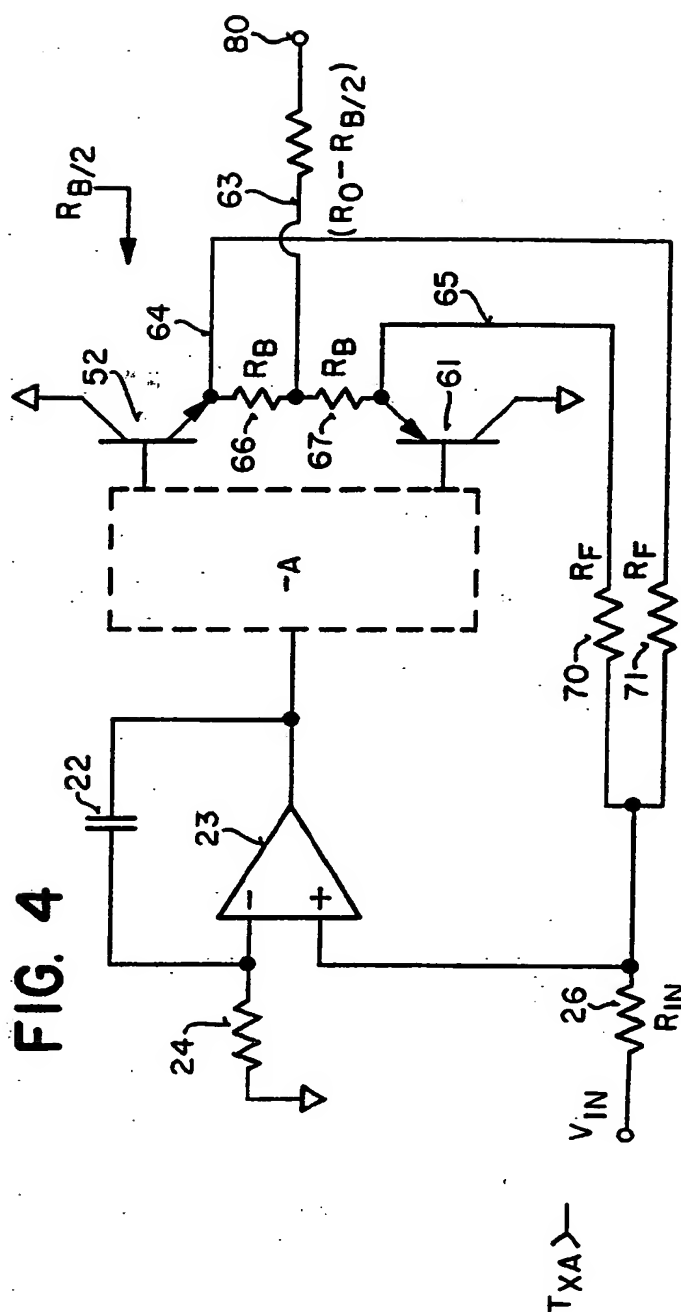 FIG. 4
22
23
-
+
24
26
R_IN
V_IN
T_XA
-A
52
61
64
R_B/2
66
R_B
67
R_B
63
(R_O-R_B/2)
80
65
70
R_F
71
R_F